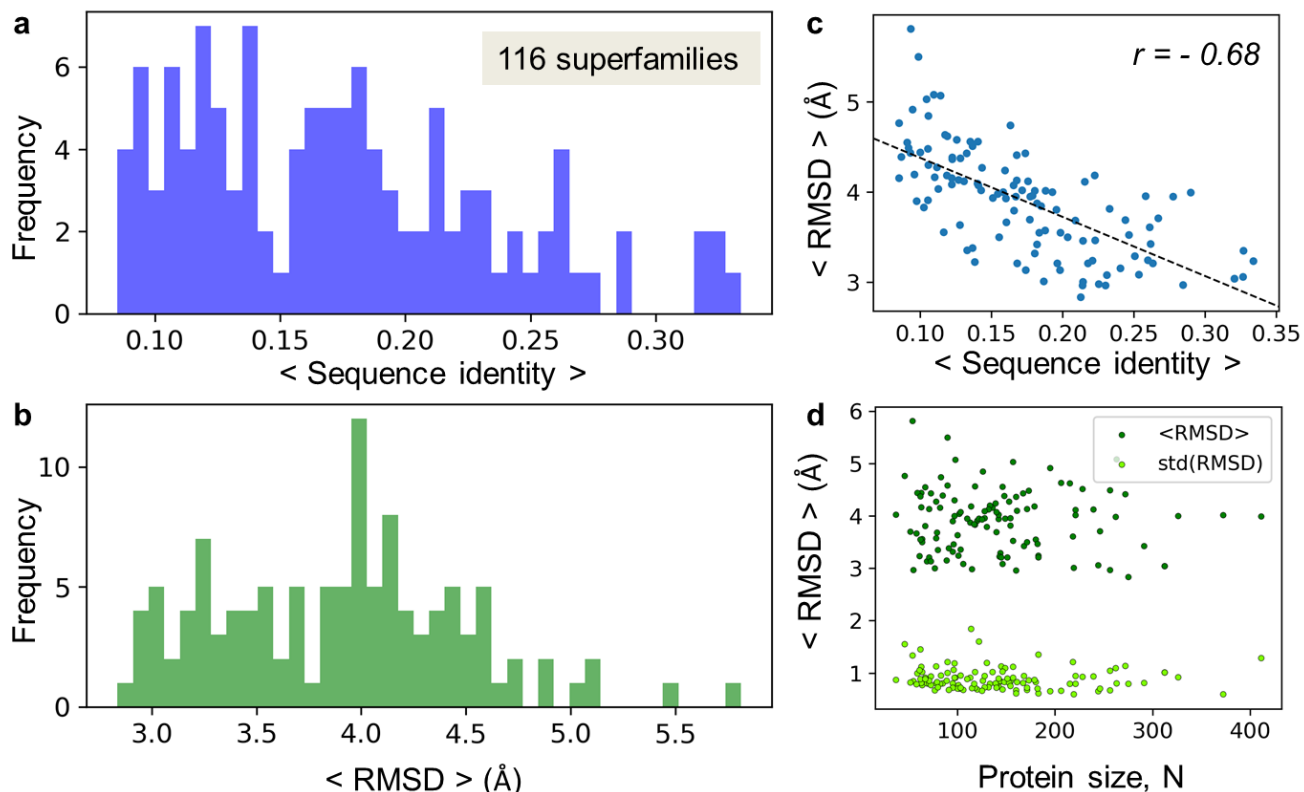 a
116 superfamilies
Frequency
6
4
2
0
0.10 0.15 0.20 0.25 0.30
< Sequence identity >
b
Frequency
10
5
0
3.0 3.5 4.0 4.5 5.0 5.5
< RMSD > (Å)
c
r = - 0.68
< RMSD > (Å)
5
4
3
0.10 0.15 0.20 0.25 0.30 0.35
< Sequence identity >
d
<RMSD>
std(RMSD)
< RMSD > (Å)
6
5
4
3
2
1
100 200 300 400
Protein size, N